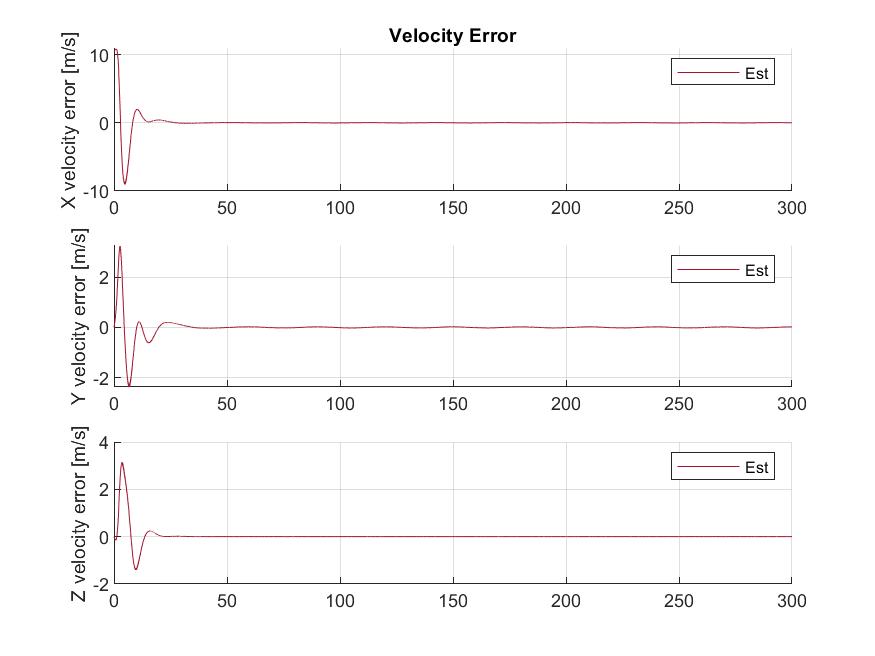 Velocity Error
X velocity error [m/s]
10
0
-10
Est
0 50 100 150 200 250 300
Y velocity error [m/s]
2
0
-2
Est
0 50 100 150 200 250 300
Z velocity error [m/s]
4
2
0
-2
Est
0 50 100 150 200 250 300